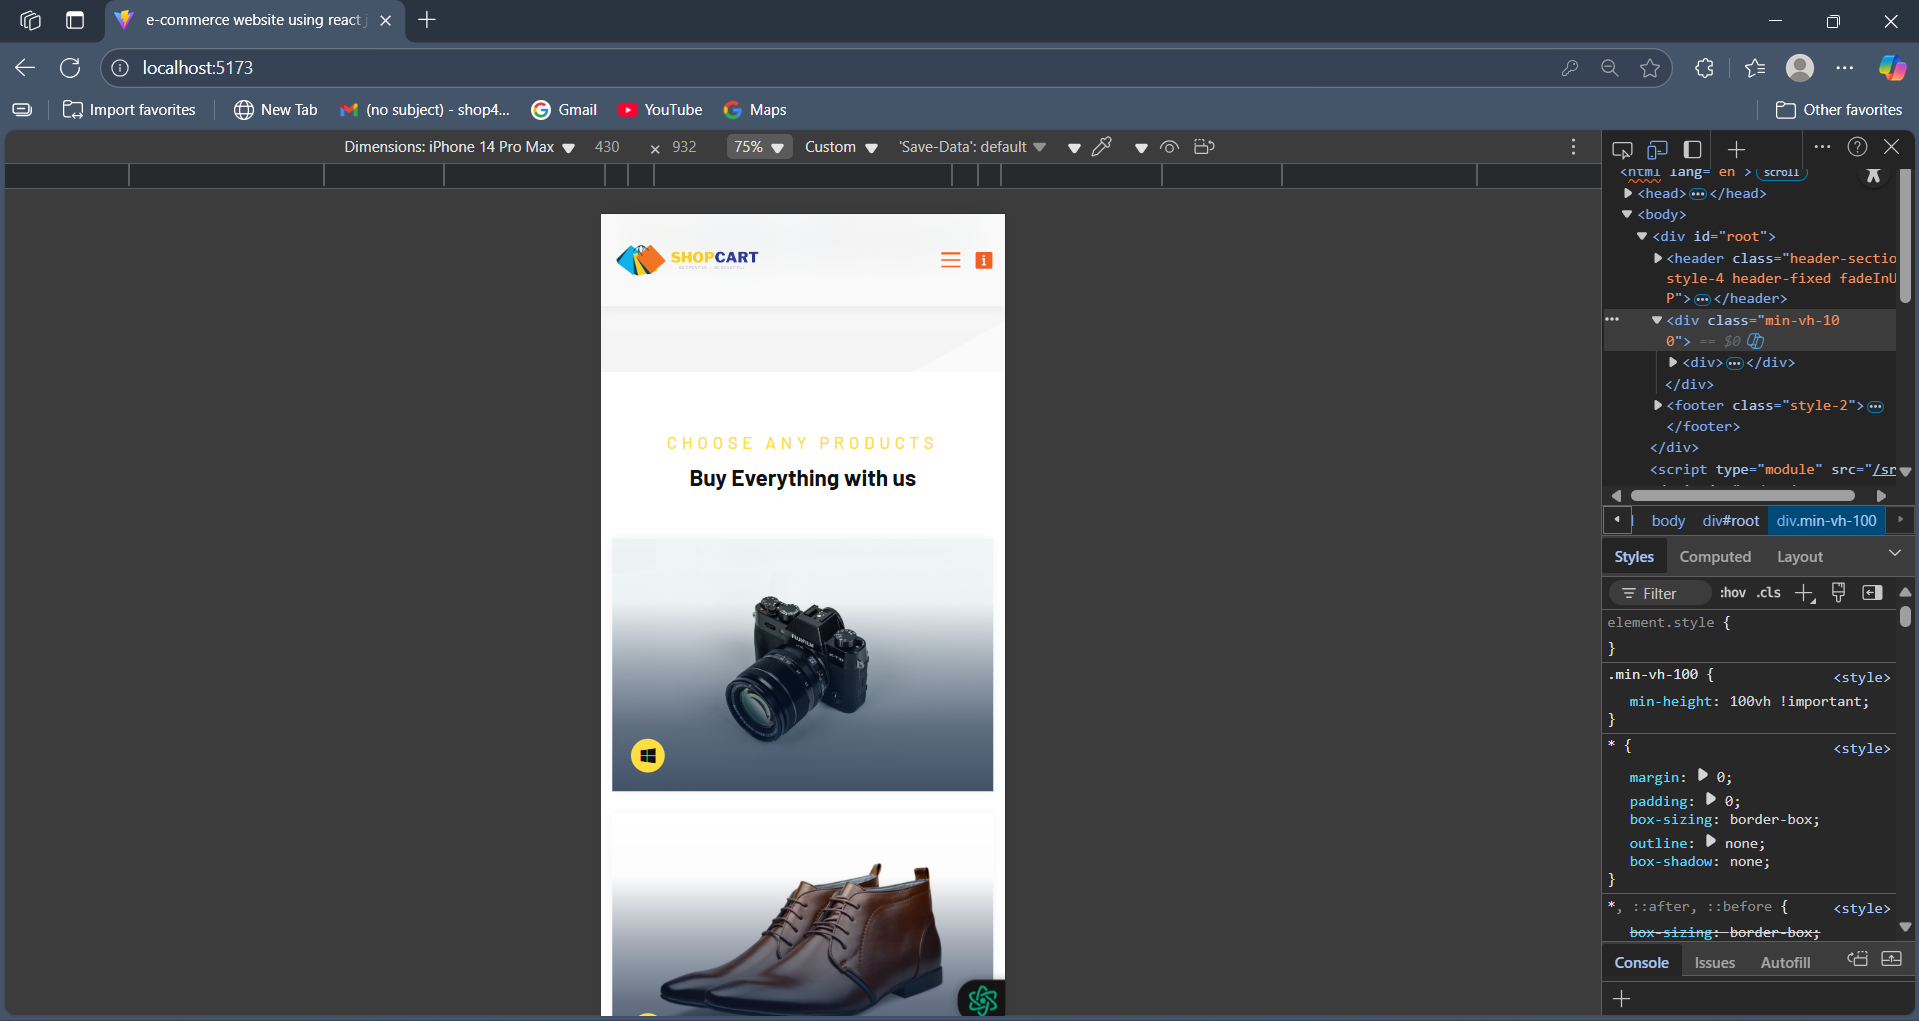 e-commerce website using react j
localhost:5173
Import favorites
New Tab
(no subject) - shop4...
Gmail
YouTube
Maps
Other favorites
Dimensions: iPhone 14 Pro Max
430 × 932
75%
Custom
'Save-Data': default
SHOPCART
CHOOSE ANY PRODUCTS
Buy Everything with us
FUJIFILM
<html lang="en"> scroll
<head> ••• </head>
<body>
<div id="root">
<header class="header-sectio
style-4 header-fixed fadeInU
P"> ••• </header>
••• <div class="min-vh-10
0"> == $0
<div> ••• </div>
</div>
<footer class="style-2"> •••
</footer>
</div>
<script type="module" src="/sr
body
div#root
div.min-vh-100
Styles
Computed
Layout
Filter
:hov .cls
element.style {
}
.min-vh-100 { <style>
min-height: 100vh !important;
}
* { <style>
margin: 0;
padding: 0;
box-sizing: border-box;
outline: none;
box-shadow: none;
}
*, ::after, ::before { <style>
box-sizing: border-box;
Console
Issues
Autofill